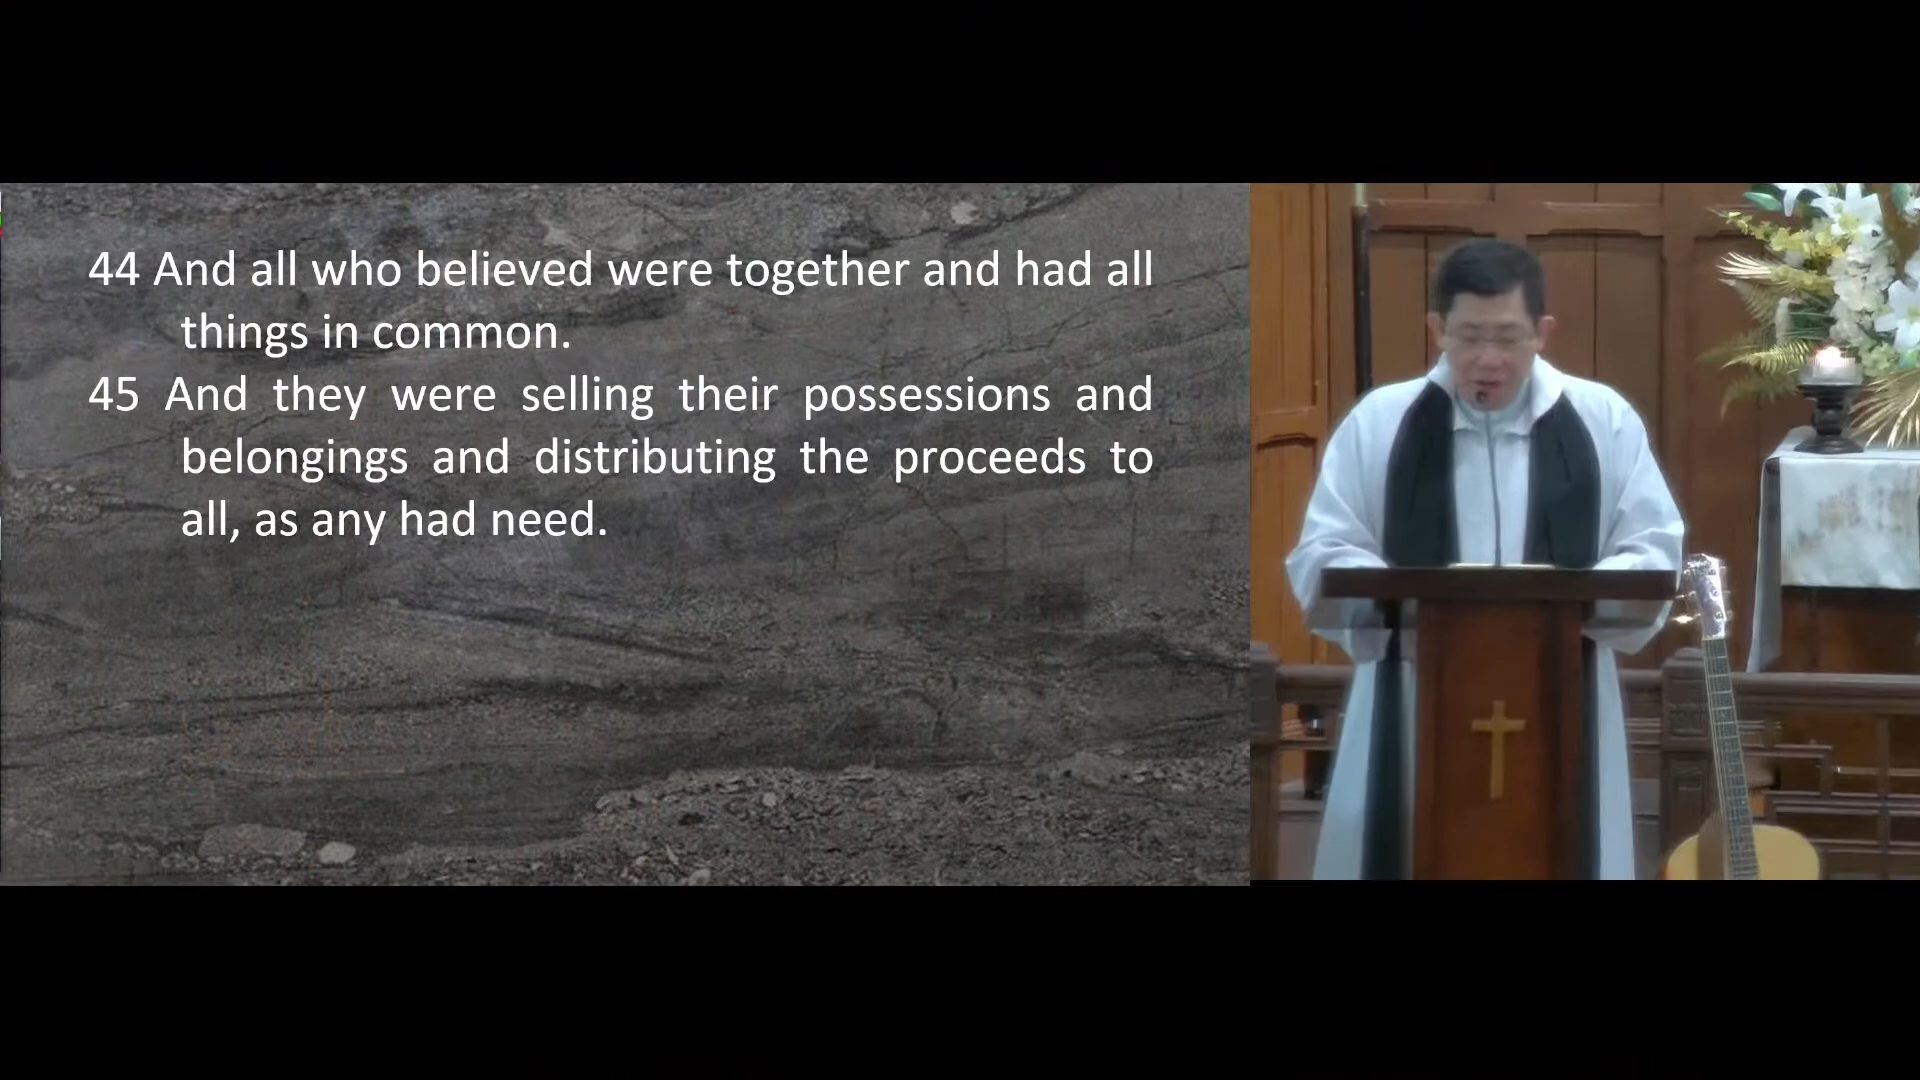 44 And all who believed were together and had all
things in common.
45 And they were selling their possessions and
belongings and distributing the proceeds to
all, as any had need.